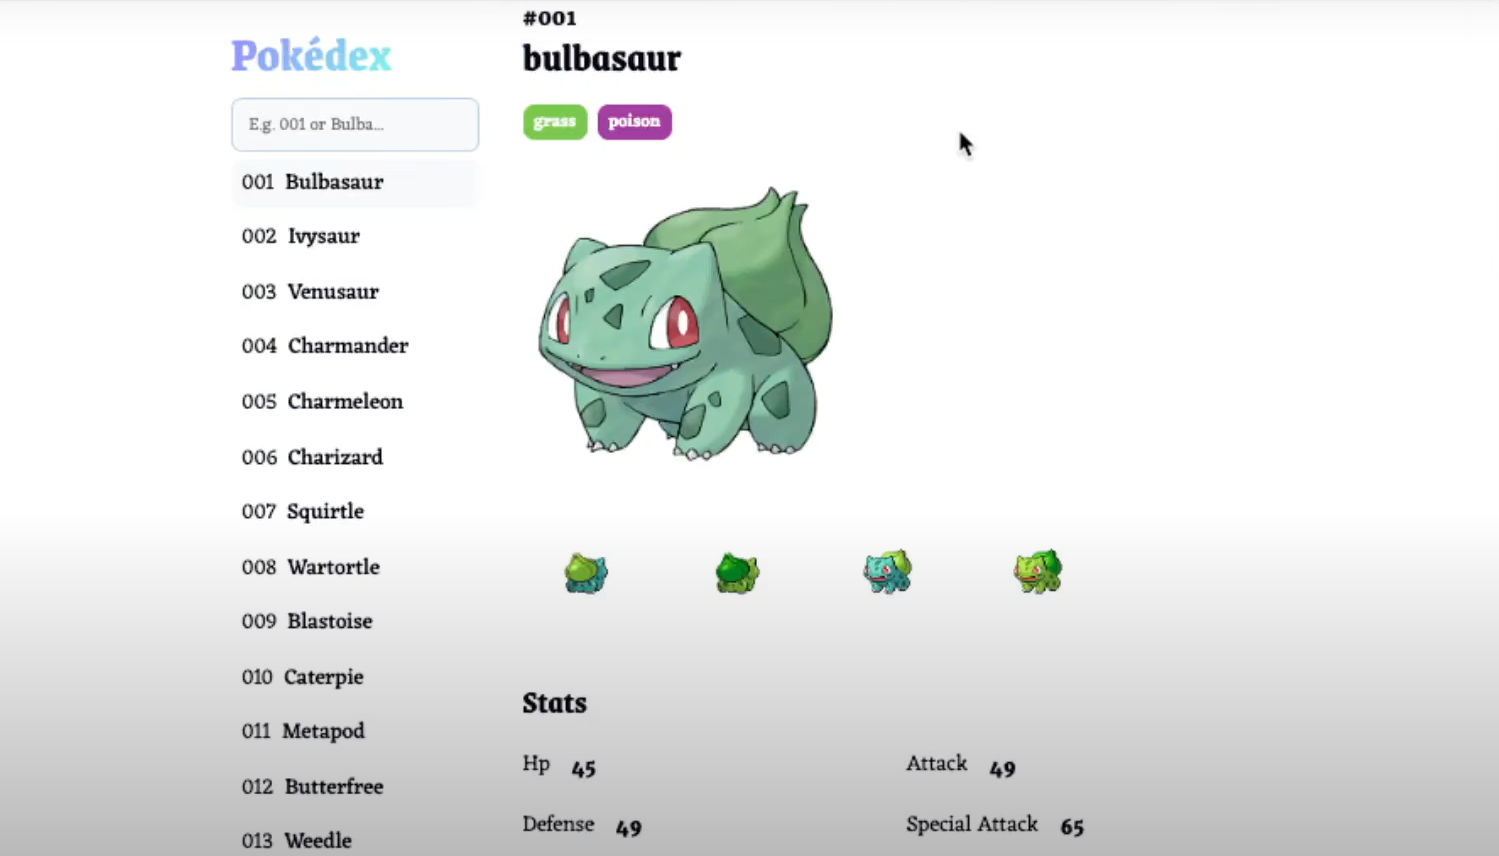 Pokédex
E.g. 001 or Bulba...
001 Bulbasaur
002 Ivysaur
003 Venusaur
004 Charmander
005 Charmeleon
006 Charizard
007 Squirtle
008 Wartortle
009 Blastoise
010 Caterpie
011 Metapod
012 Butterfree
013 Weedle
#001
bulbasaur
grass poison
Stats
Hp 45 Attack 49
Defense 49 Special Attack 65